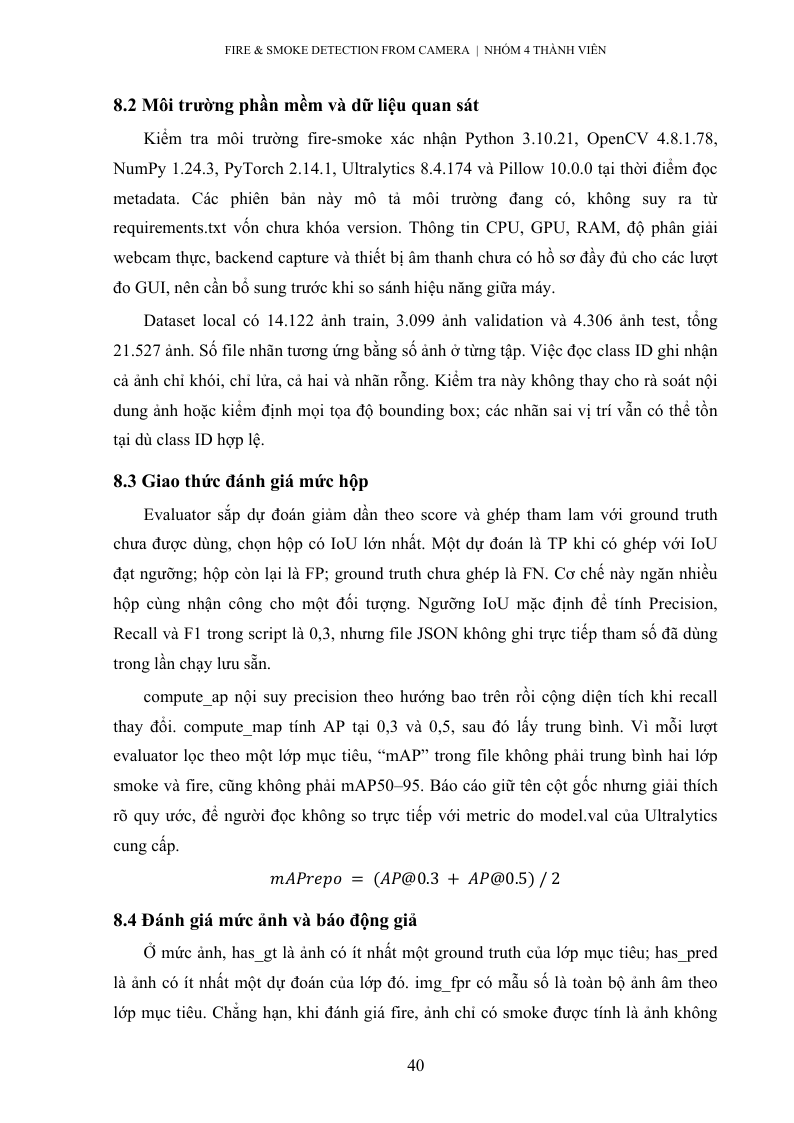 FIRE & SMOKE DETECTION FROM CAMERA | NHÓM 4 THÀNH VIÊN
8.2 Môi trường phần mềm và dữ liệu quan sát
Kiểm tra môi trường fire-smoke xác nhận Python 3.10.21, OpenCV 4.8.1.78,
NumPy 1.24.3, PyTorch 2.14.1, Ultralytics 8.4.174 và Pillow 10.0.0 tại thời điểm đọc
metadata. Các phiên bản này mô tả môi trường đang có, không suy ra từ
requirements.txt vốn chưa khóa version. Thông tin CPU, GPU, RAM, độ phân giải
webcam thực, backend capture và thiết bị âm thanh chưa có hồ sơ đầy đủ cho các lượt
đo GUI, nên cần bổ sung trước khi so sánh hiệu năng giữa máy.
Dataset local có 14.122 ảnh train, 3.099 ảnh validation và 4.306 ảnh test, tổng
21.527 ảnh. Số file nhãn tương ứng bằng số ảnh ở từng tập. Việc đọc class ID ghi nhận
cả ảnh chỉ khói, chỉ lửa, cả hai và nhãn rỗng. Kiểm tra này không thay cho rà soát nội
dung ảnh hoặc kiểm định mọi tọa độ bounding box; các nhãn sai vị trí vẫn có thể tồn
tại dù class ID hợp lệ.
8.3 Giao thức đánh giá mức hộp
Evaluator sắp dự đoán giảm dần theo score và ghép tham lam với ground truth
chưa được dùng, chọn hộp có IoU lớn nhất. Một dự đoán là TP khi có ghép với IoU
đạt ngưỡng; hộp còn lại là FP; ground truth chưa ghép là FN. Cơ chế này ngăn nhiều
hộp cùng nhận công cho một đối tượng. Ngưỡng IoU mặc định để tính Precision,
Recall và F1 trong script là 0,3, nhưng file JSON không ghi trực tiếp tham số đã dùng
trong lần chạy lưu sẵn.
compute_ap nội suy precision theo hướng bao trên rồi cộng diện tích khi recall
thay đổi. compute_map tính AP tại 0,3 và 0,5, sau đó lấy trung bình. Vì mỗi lượt
evaluator lọc theo một lớp mục tiêu, “mAP” trong file không phải trung bình hai lớp
smoke và fire, cũng không phải mAP50–95. Báo cáo giữ tên cột gốc nhưng giải thích
rõ quy ước, để người đọc không so trực tiếp với metric do model.val của Ultralytics
cung cấp.
mAPrepo = (AP@0.3 + AP@0.5) / 2
8.4 Đánh giá mức ảnh và báo động giả
Ở mức ảnh, has_gt là ảnh có ít nhất một ground truth của lớp mục tiêu; has_pred
là ảnh có ít nhất một dự đoán của lớp đó. img_fpr có mẫu số là toàn bộ ảnh âm theo
lớp mục tiêu. Chẳng hạn, khi đánh giá fire, ảnh chỉ có smoke được tính là ảnh không
40